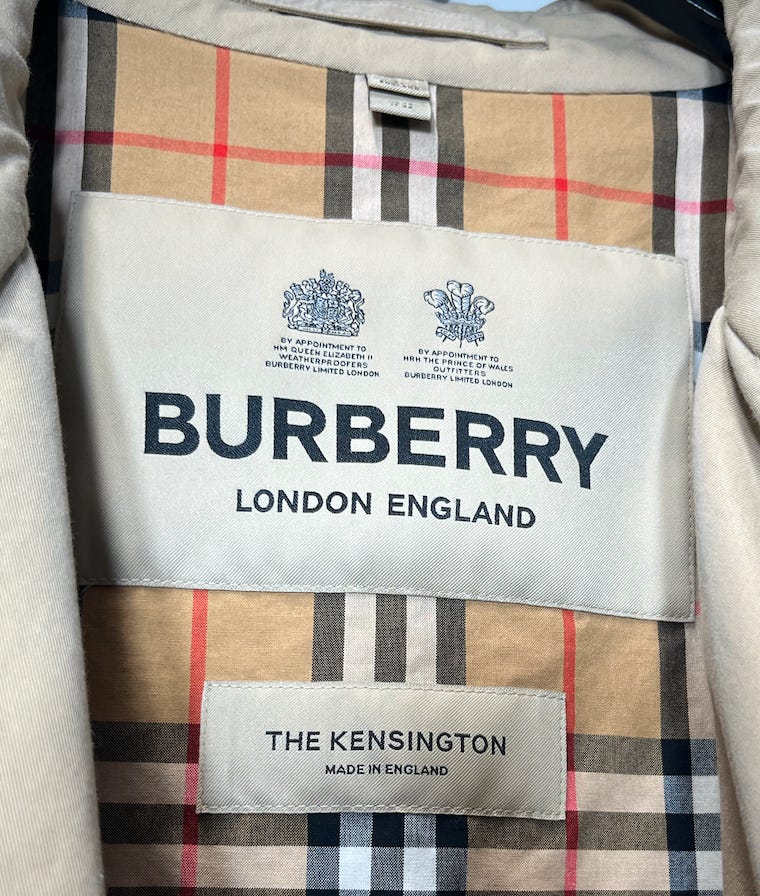 BY APPOINTMENT TO
HM QUEEN ELIZABETH II
WEATHERPROOFERS
BURBERRY LIMITED LONDON
BY APPOINTMENT TO
HRH THE PRINCE OF WALES
OUTFITTERS
BURBERRY LIMITED LONDON
BURBERRY
LONDON ENGLAND
THE KENSINGTON
MADE IN ENGLAND